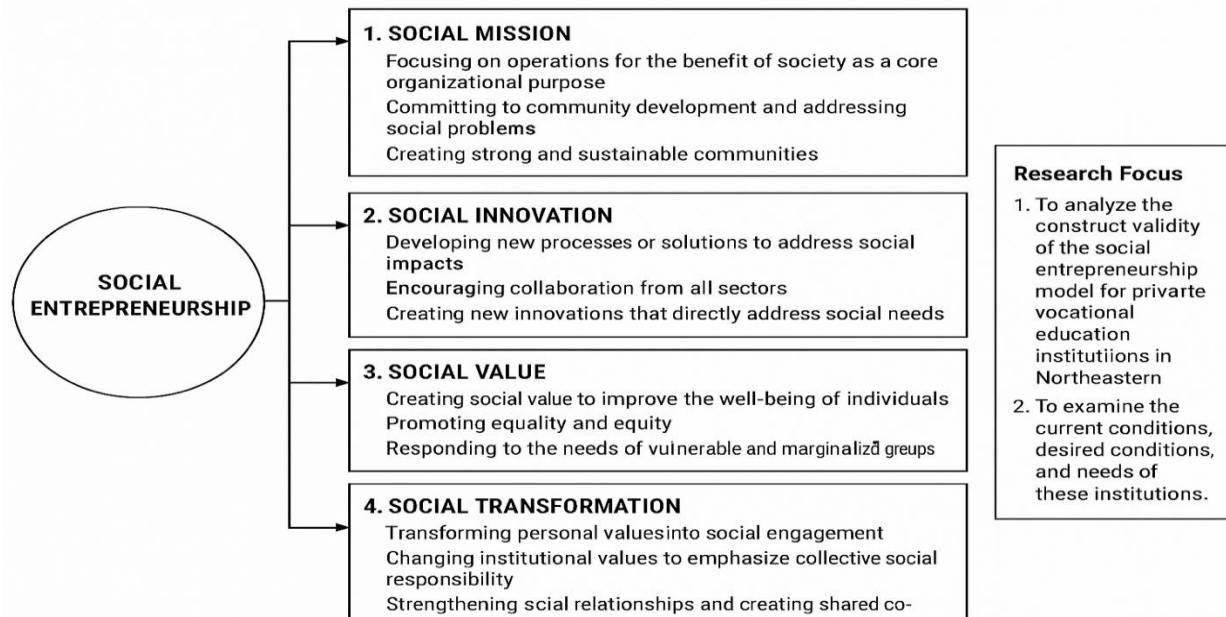 SOCIAL
ENTREPRENEURSHIP
1. SOCIAL MISSION
Focusing on operations for the benefit of society as a core
organizational purpose
Committing to community development and addressing
social problems
Creating strong and sustainable communities
2. SOCIAL INNOVATION
Developing new processes or solutions to address social
impacts
Encouraging collaboration from all sectors
Creating new innovations that directly address social needs
3. SOCIAL VALUE
Creating social value to improve the well-being of individuals
Promoting equality and equity
Responding to the needs of vulnerable and greups
4. SOCIAL TRANSFORMATION
Transforming personal values into social engagement
Changing institutional values to emphasize collective social
responsibility
Strengthening scial relationships and creating shared co-
Research Focus
1. To analyze the
construct validity
of the social
entrepreneurship
model for privarte
vocational
education
institutiions in
Northeastern
2. To examine the
current conditions,
desired conditions,
and needs of
these institutions.